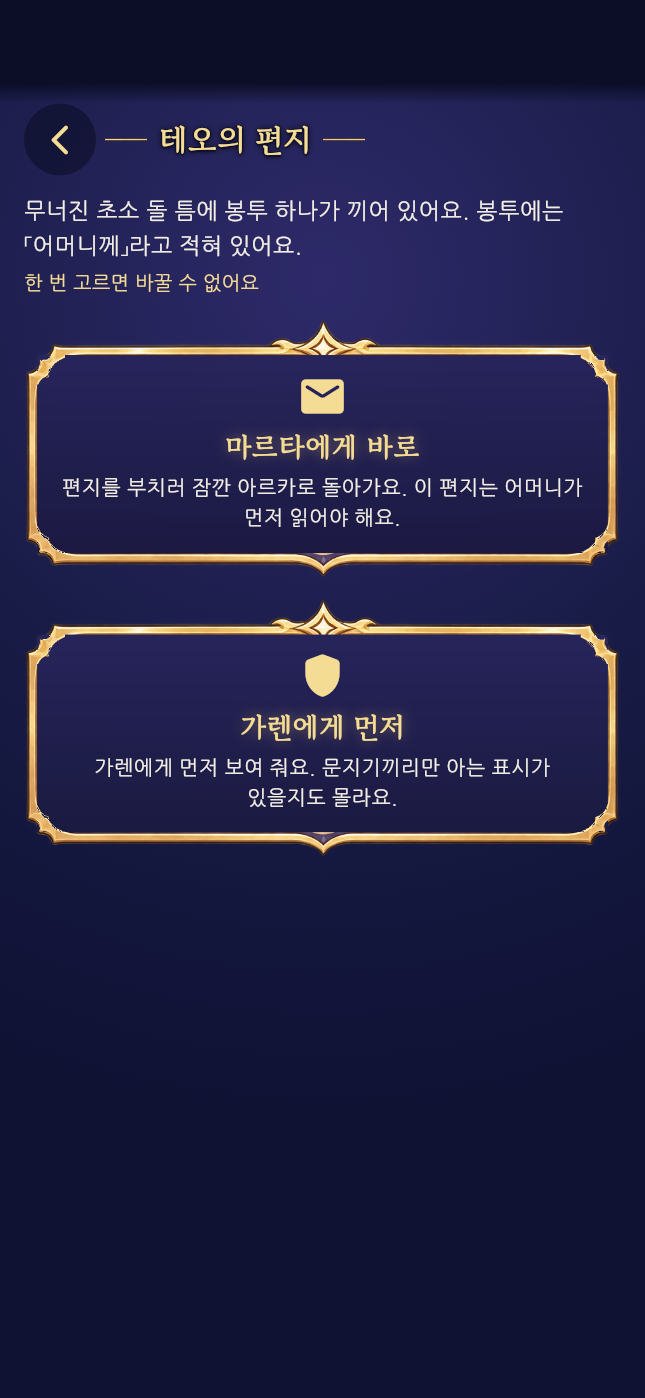 테오의 편지
무너진 초소 돌 틈에 봉투 하나가 끼어 있어요. 봉투에는
「어머니께」라고 적혀 있어요.
한 번 고르면 바꿀 수 없어요
마르타에게 바로
편지를 부치러 잠깐 아르카로 돌아가요. 이 편지는 어머니가
먼저 읽어야 해요.
가렌에게 먼저
가렌에게 먼저 보여 줘요. 문지기끼리만 아는 표시가
있을지도 몰라요.